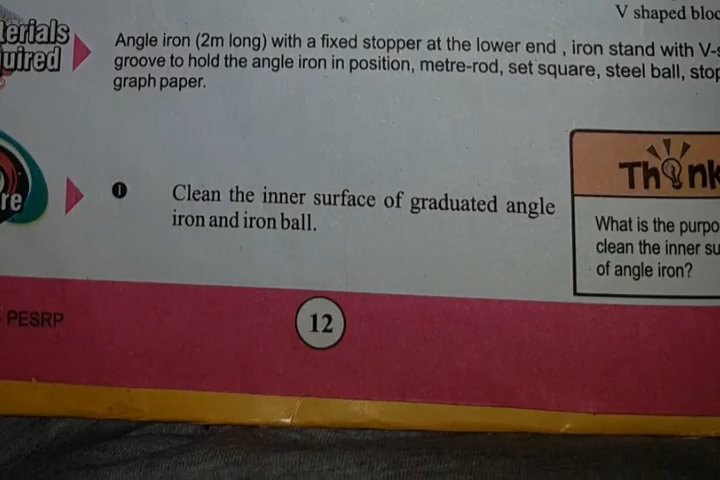 V shaped bloc
terials
uired
Angle iron (2m long) with a fixed stopper at the lower end , iron stand with V-s
groove to hold the angle iron in position, metre-rod, set square, steel ball, stop
graph paper.
Think
re
1 Clean the inner surface of graduated angle
iron and iron ball.
What is the purpo
clean the inner su
of angle iron?
PESRP
12